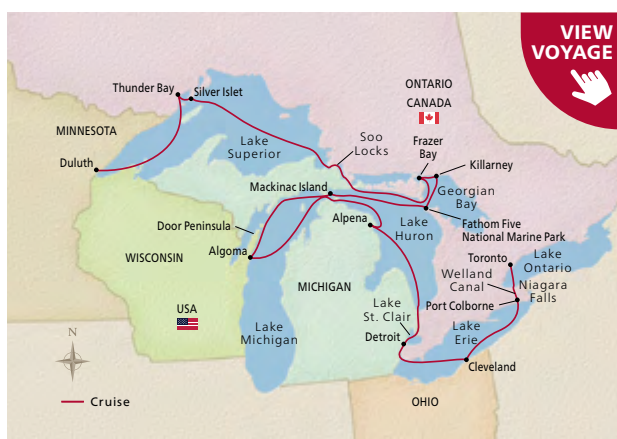 VIEW
VOYAGE
Thunder Bay
Silver Islet
ONTARIO
CANADA
MINNESOTA
Lake
Superior
Soo
Locks
Frazer
Bay
Killarney
Duluth
Mackinac Island
Georgian
Bay
Door Peninsula
Alpena
Lake
Huron
Fathom Five
National Marine Park
WISCONSIN
Algoma
Toronto
Lake
Ontario
Welland
Canal
Niagara
Falls
MICHIGAN
USA
Lake
St. Clair
Port Colborne
Lake
Michigan
Detroit
Lake
Erie
N
Cleveland
Cruise
OHIO